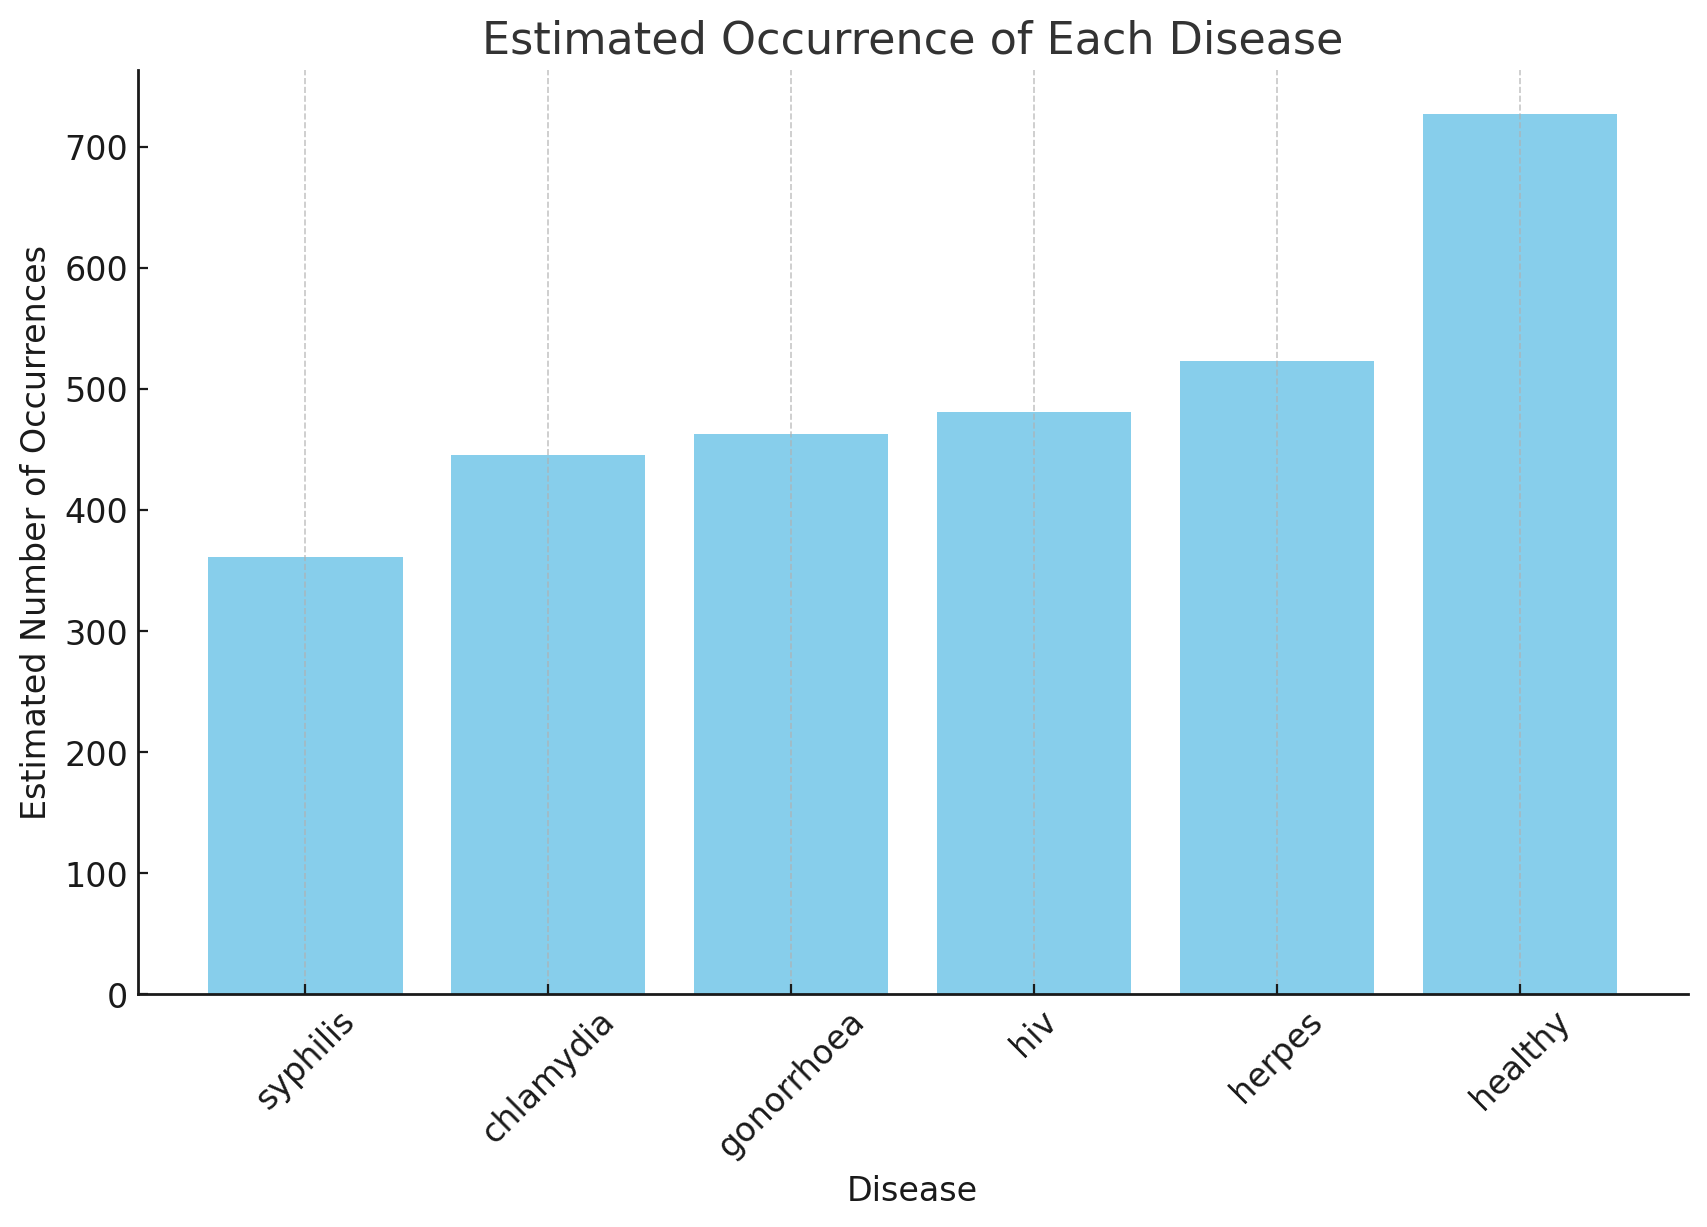 Estimated Occurrence of Each Disease
Estimated Number of Occurrences
700
600
500
400
300
200
100
0
syphilis
chlamydia
gonorrhoea
hiv
herpes
healthy
Disease